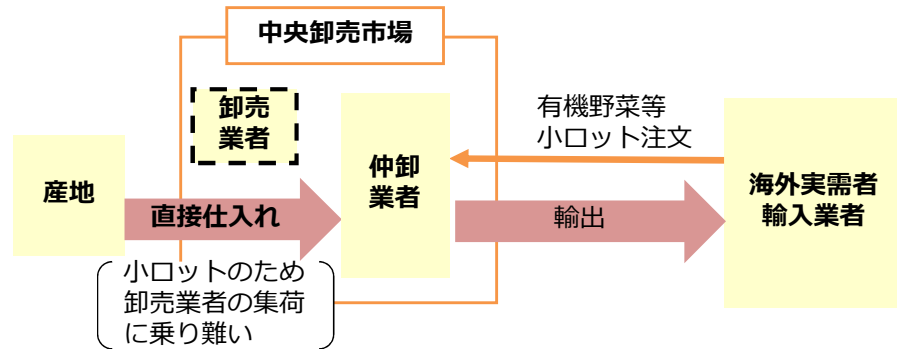 中央卸売市場
卸売
業者
有機野菜等
小ロット注文
産地
仲卸
業者
海外実需者
輸入業者
直接仕入れ
輸出
小ロットのため
卸売業者の集荷
に乗り難い